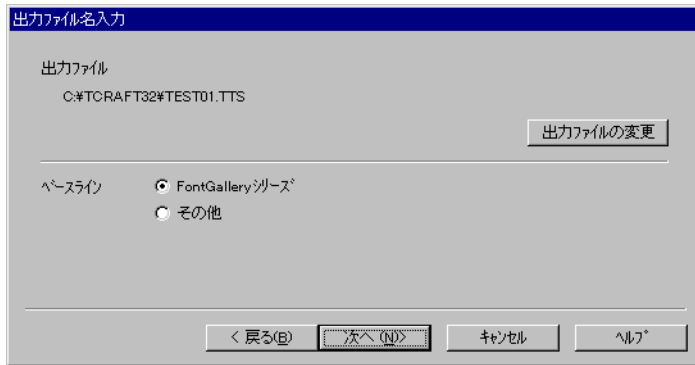 出力ﾌｧｲﾙ名入力
出力ﾌｧｲﾙ
C:¥TCRAFT32¥TEST01.TTS
出力ﾌｧｲﾙの変更
ﾍﾞｰｽﾗｲﾝ
FontGalleryｼﾘｰｽﾞ
その他
< 戻る(B) 次へ (N)> ｷｬﾝｾﾙ ﾍﾙﾌﾟ